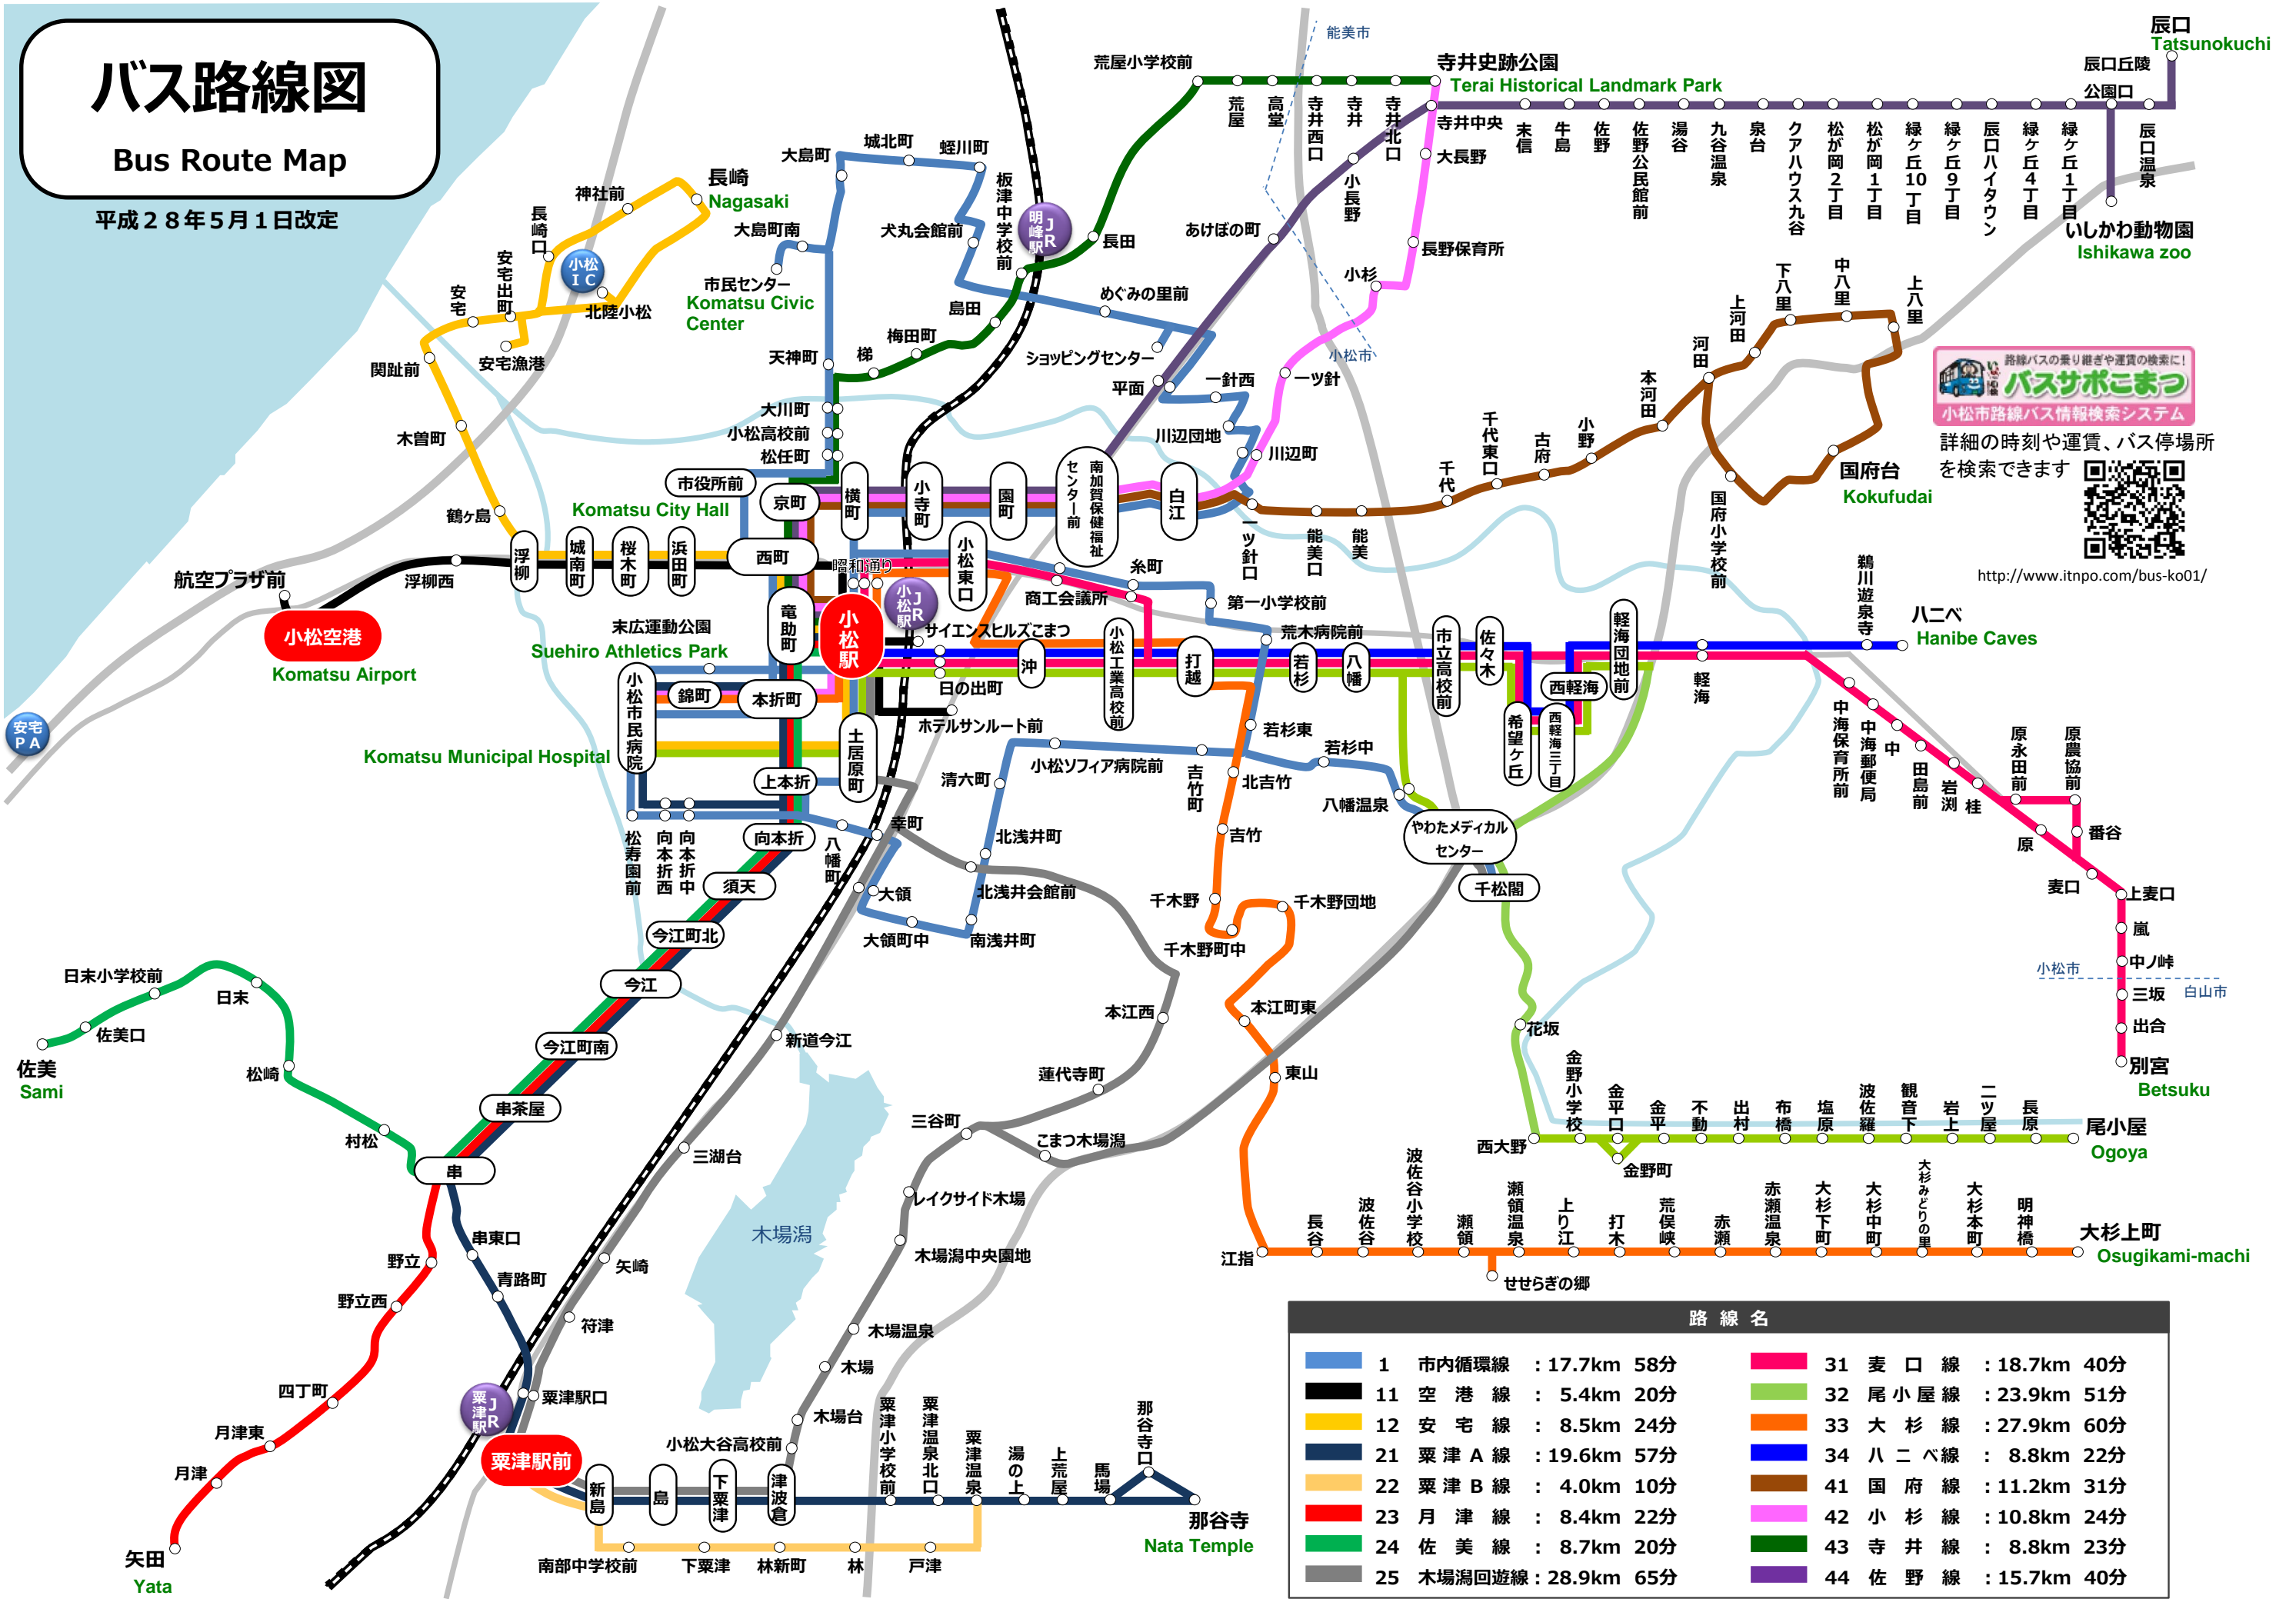 バス路線図
Bus Route Map
平成28年5月1日改定
能美市
小松市
荒屋小学校前
荒屋
高堂
寺井西口
寺井
寺井北口
寺井史跡公園
Terai Historical Landmark Park
寺井中央
末信
牛島
佐野
佐野公民館前
湯谷
九谷温泉
泉台
クアハウス九谷
松が岡2丁目
松が岡1丁目
緑ヶ丘10丁目
緑ヶ丘9丁目
辰口ハイタウン
緑ヶ丘4丁目
緑ヶ丘1丁目
辰口丘陵
公園口
辰口
Tatsunokuchi
辰口温泉
いしかわ動物園
Ishikawa zoo
大長野
小長野
長野保育所
あけぼの町
小杉
一ツ針
川辺町
大島町
城北町
蛭川町
大島町南
市民センター
Komatsu Civic
Center
犬丸会館前
板津中学校前
JR
明峰駅
長田
島田
梅田町
梯
天神町
めぐみの里前
ショッピングセンター
平面
一針西
川辺団地
大川町
小松高校前
松任町
長崎
Nagasaki
神社前
長崎口
小松
IC
北陸小松
安宅出町
安宅
安宅漁港
関趾前
木曽町
鶴ヶ島
市役所前
Komatsu City Hall
京町
横町
小寺町
園町
南加賀保健福祉
センター前
白江
一ツ針口
能美口
能美
千代
千代東口
古府
小野
本河田
河田
上河田
下八里
中八里
上八里
国府台
Kokufudai
国府小学校前
路線バスの乗り継ぎや運賃の検索に!
バスサポこまつ
小松市路線バス情報検索システム
詳細の時刻や運賃、バス停場所
を検索できます
http://www.itnpo.com/bus-ko01/
航空プラザ前
小松空港
Komatsu Airport
浮柳西
浮柳
城南町
桜木町
浜田町
西町
昭和通り
小松東口
竜助町
小松駅
JR
小松駅
サイエンスヒルズこまつ
糸町
商工会議所
第一小学校前
荒木病院前
末広運動公園
Suehiro Athletics Park
小松市民病院
錦町
本折町
Komatsu Municipal Hospital
土居原町
上本折
日の出町
ホテルサンルート前
沖
小松工業高校前
打越
若杉
八幡
市立高校前
佐々木
希望ヶ丘
西軽海三丁目
西軽海
軽海団地前
軽海
鵜川遊泉寺
ハニベ
Hanibe Caves
中海保育所前
中海郵便局
中
田島前
岩渕
桂
原永田前
原農協前
番谷
原
麦口
上麦口
嵐
中ノ峠
小松市
白山市
三坂
出合
別宮
Betsuku
安宅
PA
松寿園前
向本折西
向本折中
向本折
八幡町
幸町
須天
大領
大領町中
南浅井町
北浅井会館前
北浅井町
清六町
小松ソフィア病院前
吉竹町
若杉東
若杉中
北吉竹
吉竹
八幡温泉
やわたメディカル
センター
千松閣
千木野
千木野町中
千木野団地
今江町北
今江
今江町南
串茶屋
串
日末小学校前
日末
佐美口
佐美
Sami
松崎
村松
新道今江
三湖台
本江西
蓮代寺町
三谷町
こまつ木場潟
本江町東
東山
花坂
西大野
金野小学校
金平口
金野町
金平
不動
出村
布橋
塩原
波佐羅
観音下
岩上
二ツ屋
長原
尾小屋
Ogoya
江指
長谷
波佐谷
波佐谷小学校
瀬領
せせらぎの郷
瀬領温泉
上り江
打木
荒俣峡
赤瀬
赤瀬温泉
大杉下町
大杉中町
大杉みどりの里
大杉本町
明神橋
大杉上町
Osugikami-machi
木場潟
レイクサイド木場
木場潟中央園地
木場温泉
木場
木場台
小松大谷高校前
矢崎
符津
串東口
青路町
野立
野立西
四丁町
月津東
月津
矢田
Yata
JR
粟津駅
粟津駅口
粟津駅前
新島
島
下粟津
津波倉
粟津小学校前
粟津温泉北口
粟津温泉
湯の上
上荒屋
馬場
那谷寺口
那谷寺
Nata Temple
南部中学校前
下粟津
林新町
林
戸津
路線名
1 市内循環線 :17.7km 58分
11 空港線 : 5.4km 20分
12 安宅線 : 8.5km 24分
21 粟津A線 :19.6km 57分
22 粟津B線 : 4.0km 10分
23 月津線 : 8.4km 22分
24 佐美線 : 8.7km 20分
25 木場潟回遊線:28.9km 65分
31 麦口線 :18.7km 40分
32 尾小屋線 :23.9km 51分
33 大杉線 :27.9km 60分
34 ハニベ線 : 8.8km 22分
41 国府線 :11.2km 31分
42 小杉線 :10.8km 24分
43 寺井線 : 8.8km 23分
44 佐野線 :15.7km 40分